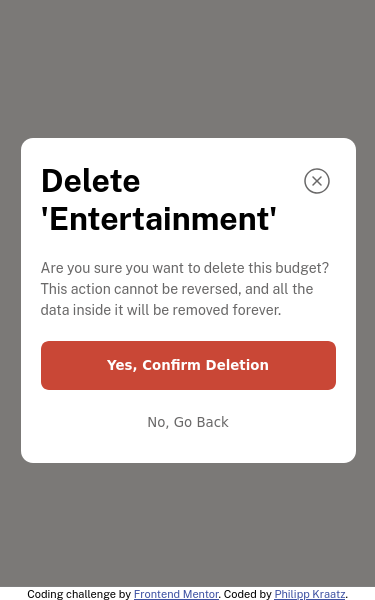 Delete
'Entertainment'
Are you sure you want to delete this budget?
This action cannot be reversed, and all the
data inside it will be removed forever.
Yes, Confirm Deletion
No, Go Back
Coding challenge by Frontend Mentor. Coded by Philipp Kraatz.